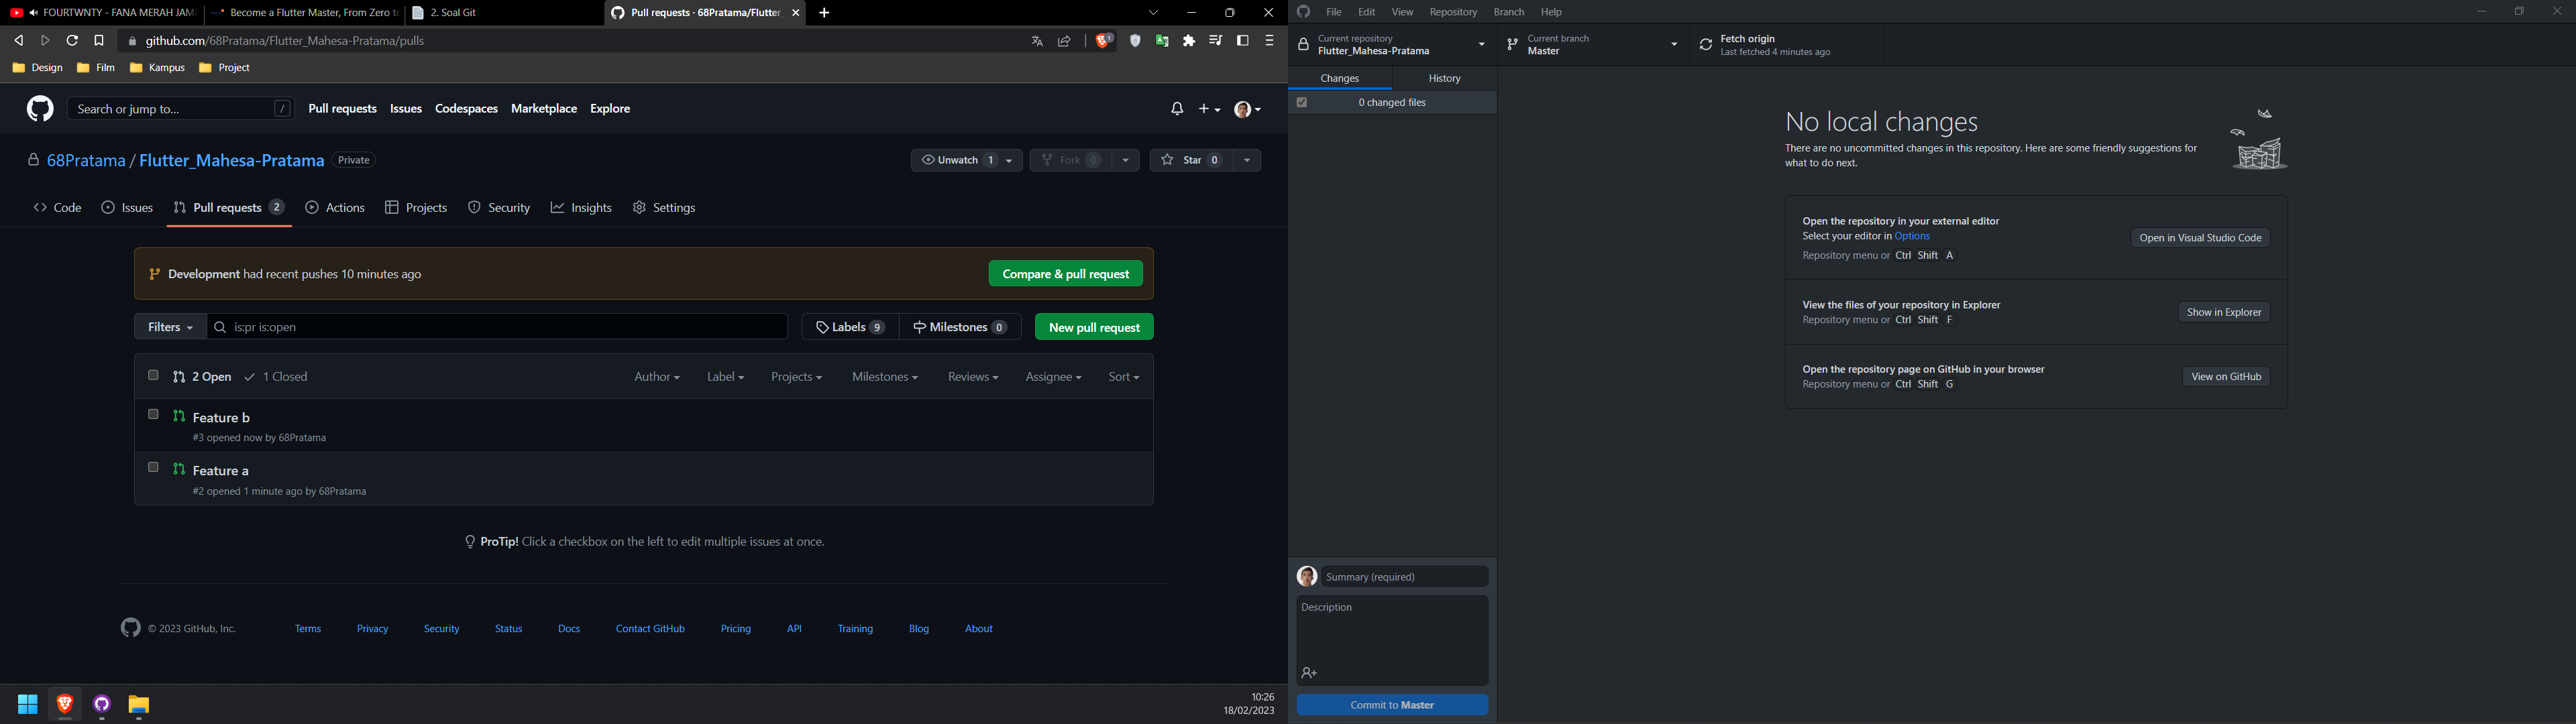 FOURTWNTY - FANA MERAH JAM
Become a Flutter Master, From Zero to
2. Soal Git
Pull requests · 68Pratama/Flutter_
github.com/68Pratama/Flutter_Mahesa-Pratama/pulls
1
Design
Film
Kampus
Project
Search or jump to...
/
Pull requests
Issues
Codespaces
Marketplace
Explore
68Pratama / Flutter_Mahesa-Pratama
Private
Unwatch 1
Fork 0
Star 0
Code
Issues
Pull requests 2
Actions
Projects
Security
Insights
Settings
Development had recent pushes 10 minutes ago
Compare & pull request
Filters
is:pr is:open
Labels 9
Milestones 0
New pull request
2 Open
1 Closed
Author
Label
Projects
Milestones
Reviews
Assignee
Sort
Feature b
#3 opened now by 68Pratama
Feature a
#2 opened 1 minute ago by 68Pratama
ProTip! Click a checkbox on the left to edit multiple issues at once.
© 2023 GitHub, Inc.
Terms
Privacy
Security
Status
Docs
Contact GitHub
Pricing
API
Training
Blog
About
10:26
18/02/2023
File
Edit
View
Repository
Branch
Help
Current repository
Flutter_Mahesa-Pratama
Current branch
Master
Fetch origin
Last fetched 4 minutes ago
Changes
History
0 changed files
No local changes
There are no uncommitted changes in this repository. Here are some friendly suggestions for
what to do next.
Open the repository in your external editor
Select your editor in Options
Repository menu or Ctrl Shift A
Open in Visual Studio Code
View the files of your repository in Explorer
Repository menu or Ctrl Shift F
Show in Explorer
Open the repository page on GitHub in your browser
Repository menu or Ctrl Shift G
View on GitHub
Summary (required)
Description
Commit to Master